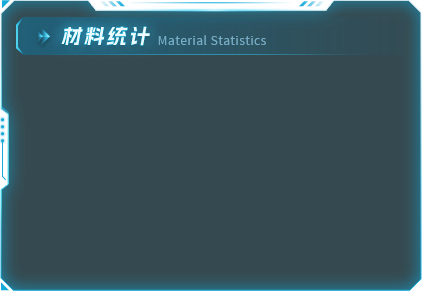 材料统计 Material Statistics